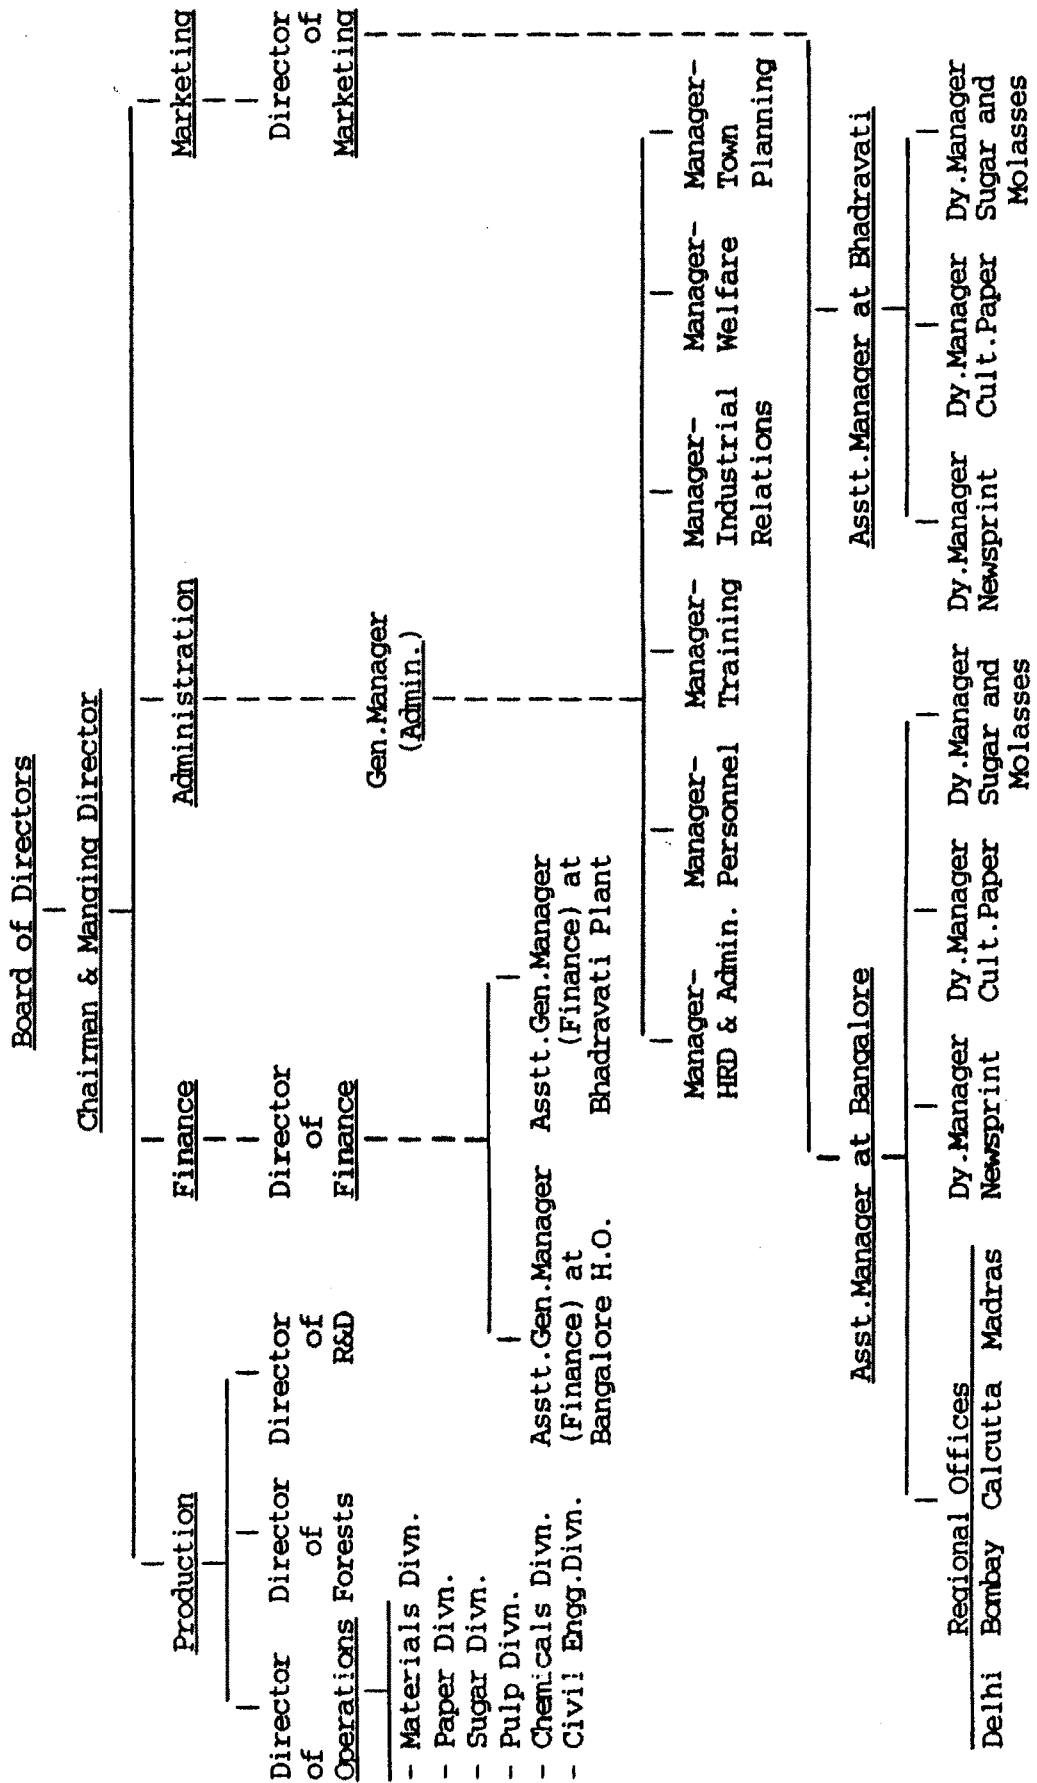 Board of Directors
Chairman & Manging Director
Production
Finance
Administration
Marketing
Director of Operations
Director of Forests
Director of R&D
Director of Finance
Director of Marketing
- Materials Divn.
- Paper Divn.
- Sugar Divn.
- Pulp Divn.
- Chemicals Divn.
- Civil Engg.Divn.
Gen.Manager
(Admin.)
Asstt.Gen.Manager
(Finance) at
Bangalore H.O.
Asstt.Gen.Manager
(Finance) at
Bhadravati Plant
Manager-
HRD & Admin.
Manager-
Personnel
Manager-
Training
Manager-
Industrial
Relations
Manager-
Welfare
Manager-
Town
Planning
Asst.Manager at Bangalore
Asstt.Manager at Bhadravati
Regional Offices
Delhi Bombay Calcutta Madras
Dy.Manager
Newsprint
Dy.Manager
Cult.Paper
Dy.Manager
Sugar and
Molasses
Dy.Manager
Newsprint
Dy.Manager
Cult.Paper
Dy.Manager
Sugar and
Molasses